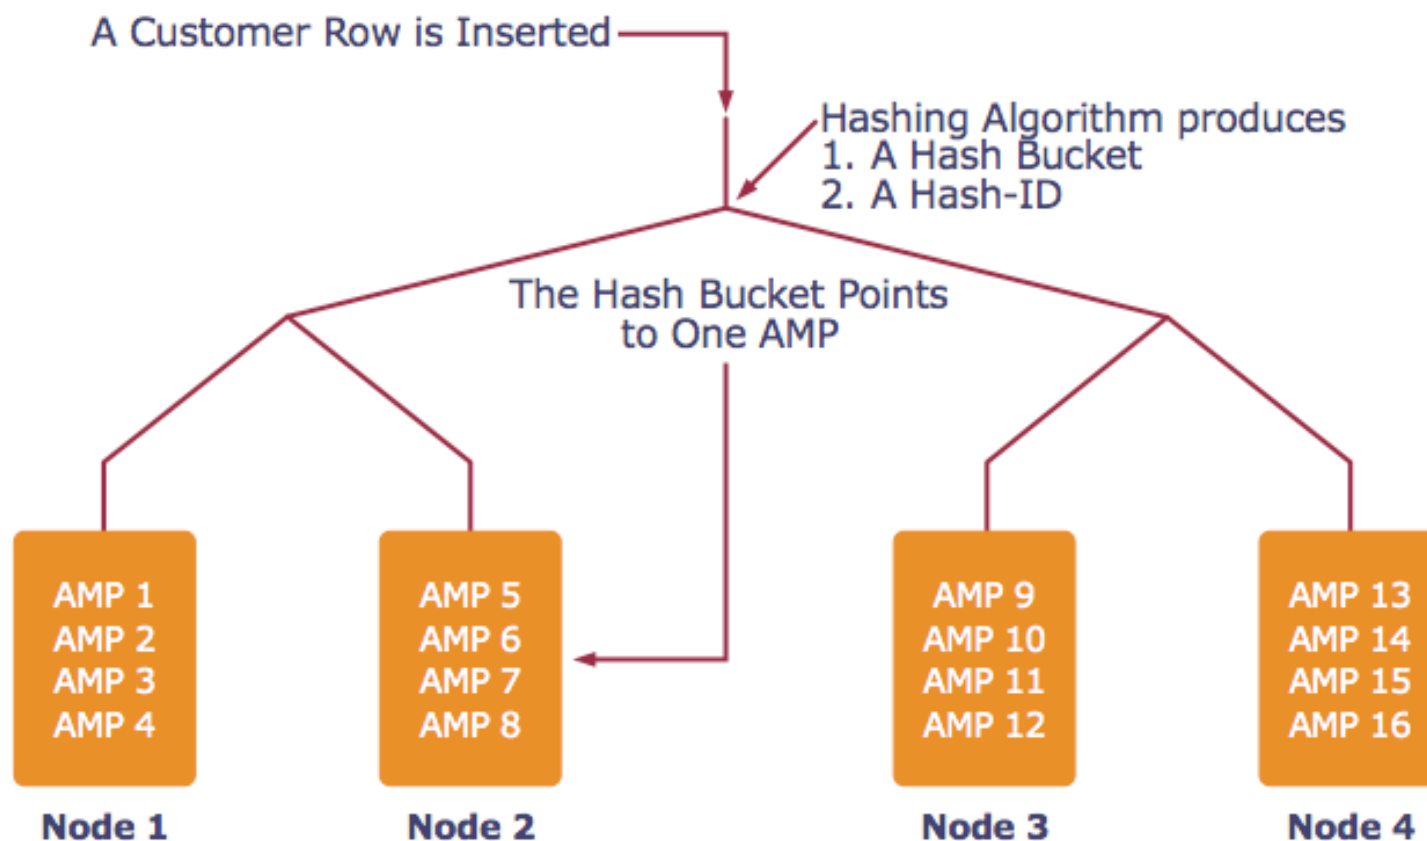 A Customer Row is Inserted
Hashing Algorithm produces
1. A Hash Bucket
2. A Hash-ID
The Hash Bucket Points
to One AMP
AMP 1
AMP 2
AMP 3
AMP 4
Node 1
AMP 5
AMP 6
AMP 7
AMP 8
Node 2
AMP 9
AMP 10
AMP 11
AMP 12
Node 3
AMP 13
AMP 14
AMP 15
AMP 16
Node 4